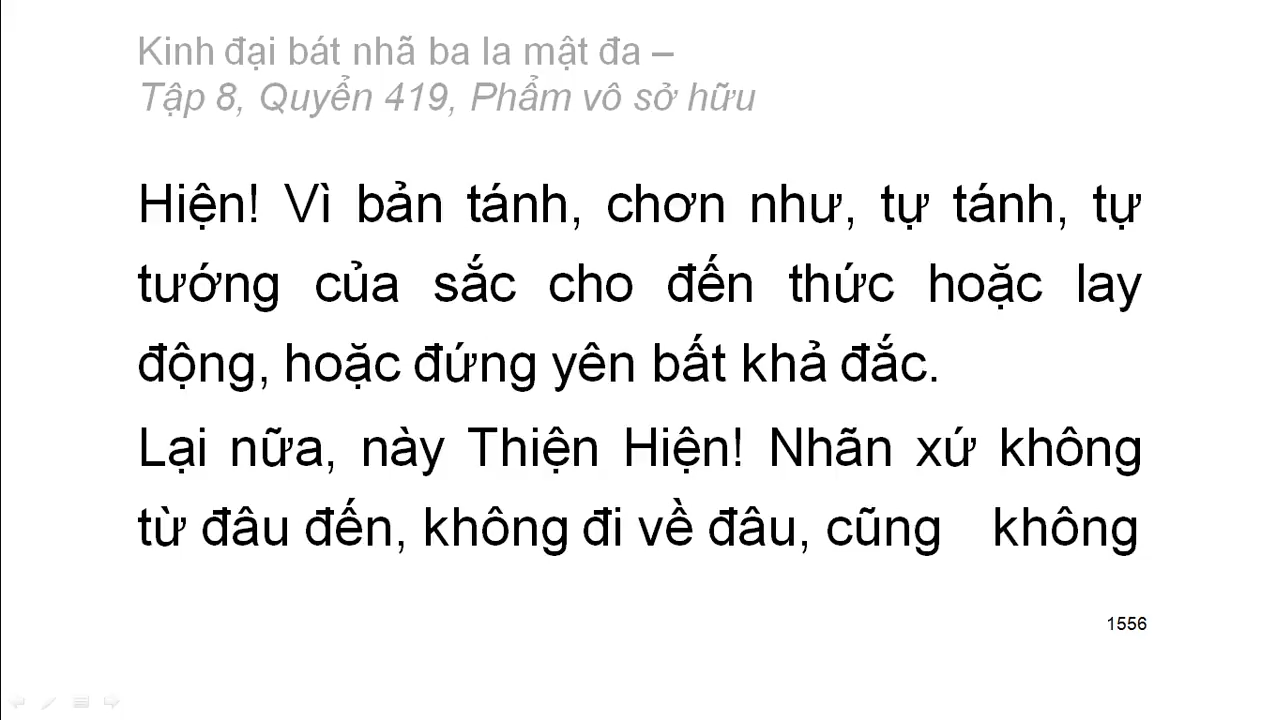 Kinh đại bát nhã ba la mật đa –
Tập 8, Quyển 419, Phẩm vô sở hữu
Hiện! Vì bản tánh, chơn như, tự tánh, tự
tướng của sắc cho đến thức hoặc lay
động, hoặc đứng yên bất khả đắc.
Lại nữa, này Thiện Hiện! Nhãn xứ không
từ đâu đến, không đi về đâu, cũng không
1556